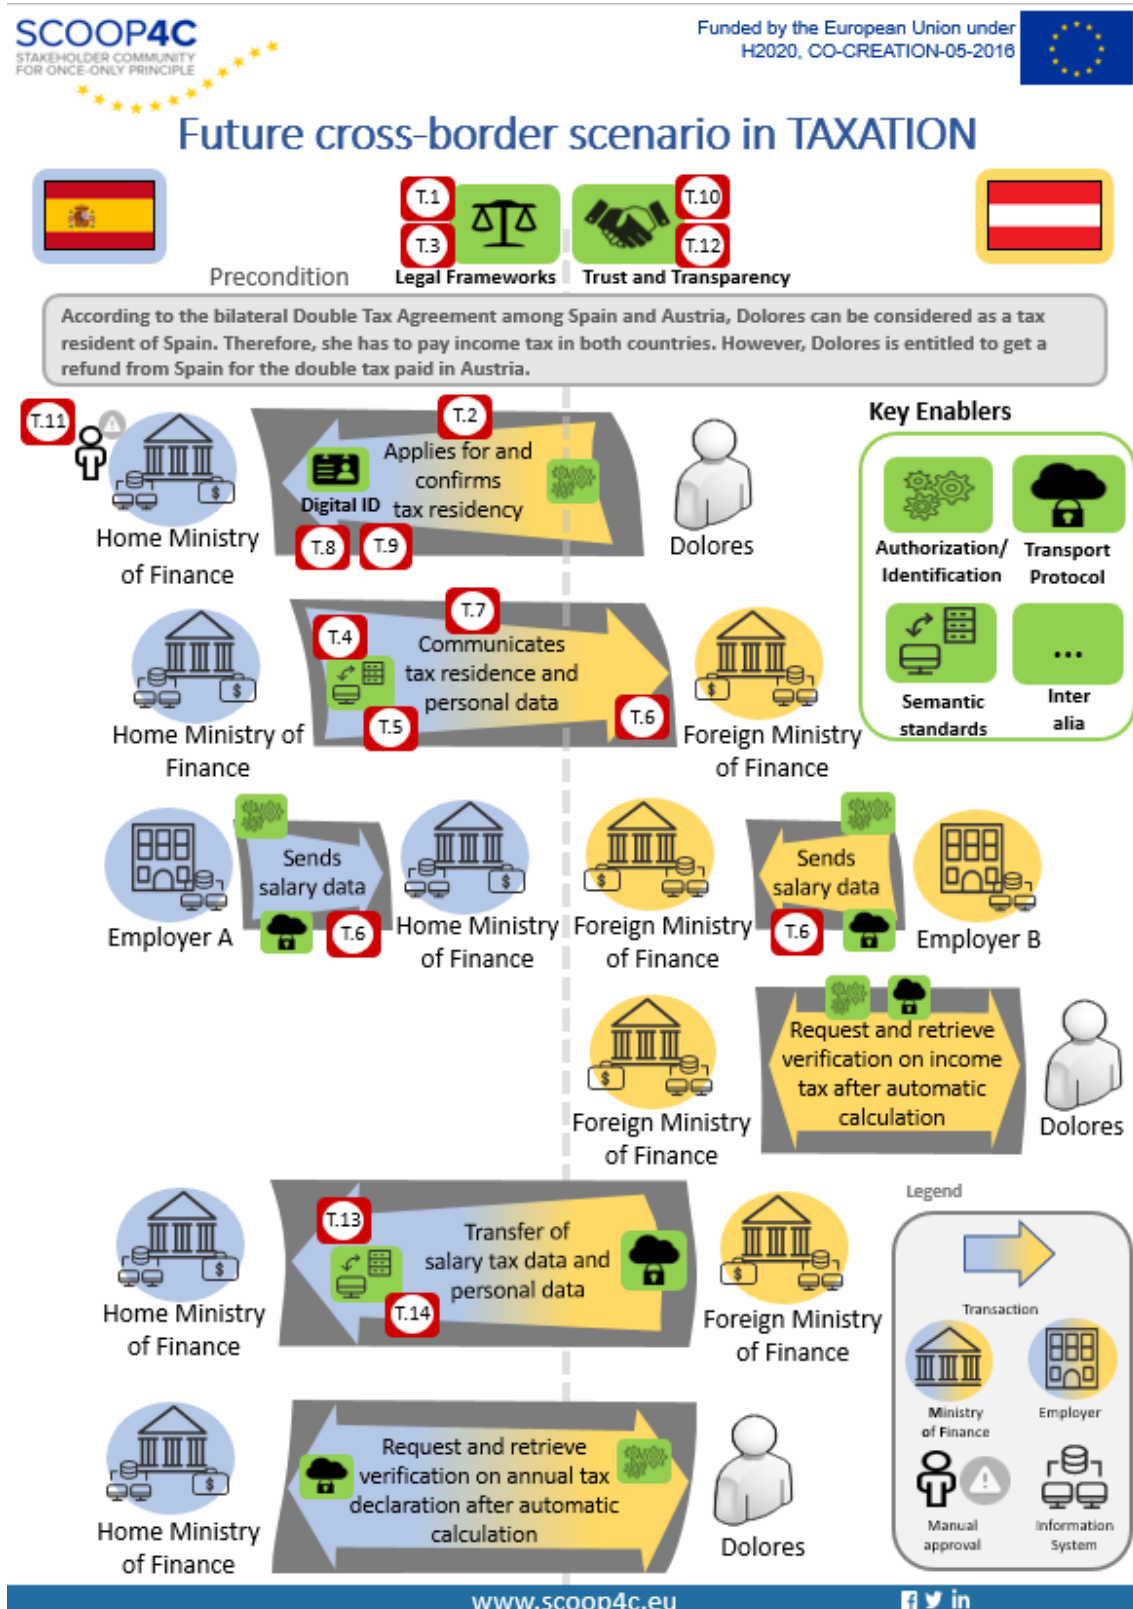 SCOOP4C
STAKEHOLDER COMMUNITY
FOR ONCE-ONLY PRINCIPLE
Funded by the European Union under
H2020, CO-CREATION-05-2016
Future cross-border scenario in TAXATION
T.1
T.3
T.10
T.12
Precondition
Legal Frameworks
Trust and Transparency
According to the bilateral Double Tax Agreement among Spain and Austria, Dolores can be considered as a tax
resident of Spain. Therefore, she has to pay income tax in both countries. However, Dolores is entitled to get a
refund from Spain for the double tax paid in Austria.
T.11
Home Ministry
of Finance
T.2
Applies for and
confirms
tax residency
Digital ID
T.8
T.9
Dolores
Key Enablers
Authorization/
Identification
Transport
Protocol
Semantic
standards
...
Inter
alia
Home Ministry of
Finance
T.7
T.4
Communicates
tax residence and
personal data
T.5
T.6
Foreign Ministry
of Finance
Employer A
Sends
salary data
T.6
Home Ministry
of Finance
Foreign Ministry
of Finance
Sends
salary data
T.6
Employer B
$
Foreign Ministry
of Finance
Request and retrieve
verification on income
tax after automatic
calculation
Dolores
Home Ministry
of Finance
T.13
Transfer of
salary tax data and
personal data
T.14
Foreign Ministry
of Finance
Home Ministry
of Finance
Request and retrieve
verification on annual tax
declaration after automatic
calculation
Dolores
Legend
Transaction
Ministry
of Finance
Employer
Manual
approval
Information
System
www.scoop4c.eu